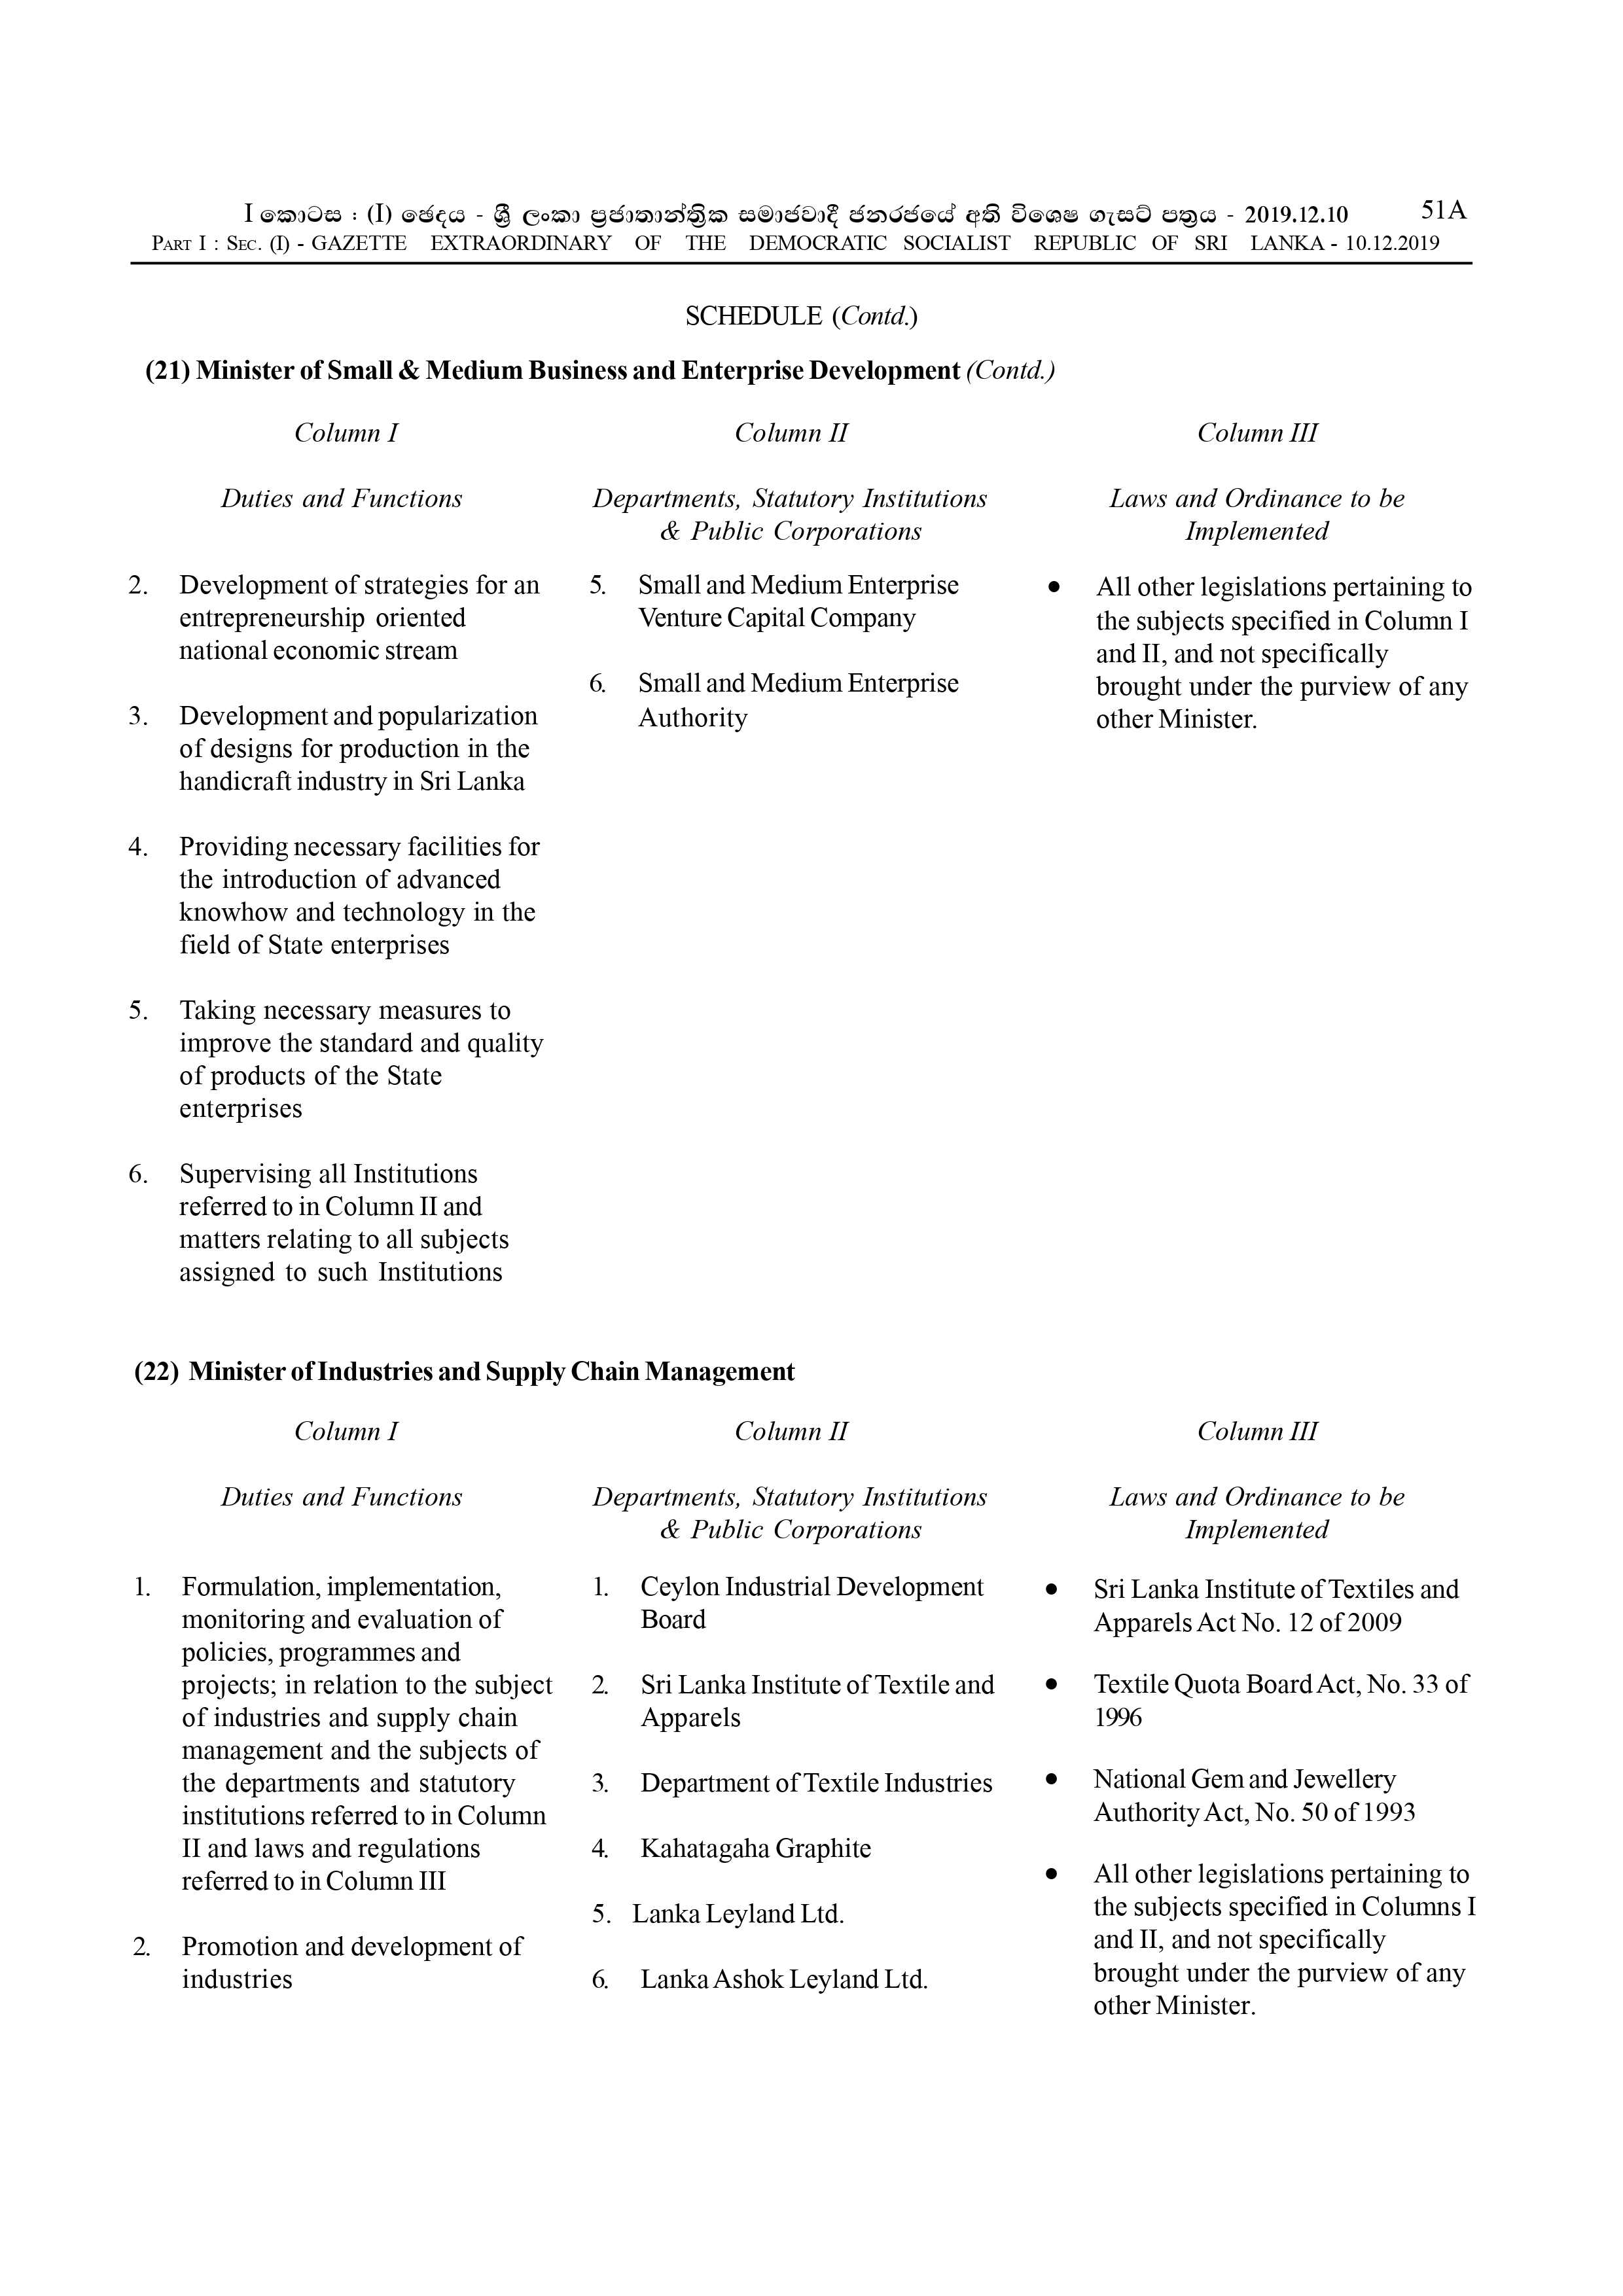 I කොටස : (I) ඡෙදය - ශ්‍රී ලංකා ප්‍රජාතාන්ත්‍රික සමාජවාදී ජනරජයේ අති විශෙෂ ගැසට් පත්‍රය - 2019.12.10 51A
PART I : SEC. (I) - GAZETTE EXTRAORDINARY OF THE DEMOCRATIC SOCIALIST REPUBLIC OF SRI LANKA - 10.12.2019
SCHEDULE (Contd.)
(21) Minister of Small & Medium Business and Enterprise Development (Contd.)
Column I
Duties and Functions
2. Development of strategies for an
entrepreneurship oriented
national economic stream
3. Development and popularization
of designs for production in the
handicraft industry in Sri Lanka
4. Providing necessary facilities for
the introduction of advanced
knowhow and technology in the
field of State enterprises
5. Taking necessary measures to
improve the standard and quality
of products of the State
enterprises
6. Supervising all Institutions
referred to in Column II and
matters relating to all subjects
assigned to such Institutions
Column II
Departments, Statutory Institutions
& Public Corporations
5. Small and Medium Enterprise
Venture Capital Company
6. Small and Medium Enterprise
Authority
Column III
Laws and Ordinance to be
Implemented
● All other legislations pertaining to
the subjects specified in Column I
and II, and not specifically
brought under the purview of any
other Minister.
(22) Minister of Industries and Supply Chain Management
Column I
Duties and Functions
1. Formulation, implementation,
monitoring and evaluation of
policies, programmes and
projects; in relation to the subject
of industries and supply chain
management and the subjects of
the departments and statutory
institutions referred to in Column
II and laws and regulations
referred to in Column III
2. Promotion and development of
industries
Column II
Departments, Statutory Institutions
& Public Corporations
1. Ceylon Industrial Development
Board
2. Sri Lanka Institute of Textile and
Apparels
3. Department of Textile Industries
4. Kahatagaha Graphite
5. Lanka Leyland Ltd.
6. Lanka Ashok Leyland Ltd.
Column III
Laws and Ordinance to be
Implemented
● Sri Lanka Institute of Textiles and
Apparels Act No. 12 of 2009
● Textile Quota Board Act, No. 33 of
1996
● National Gem and Jewellery
Authority Act, No. 50 of 1993
● All other legislations pertaining to
the subjects specified in Columns I
and II, and not specifically
brought under the purview of any
other Minister.